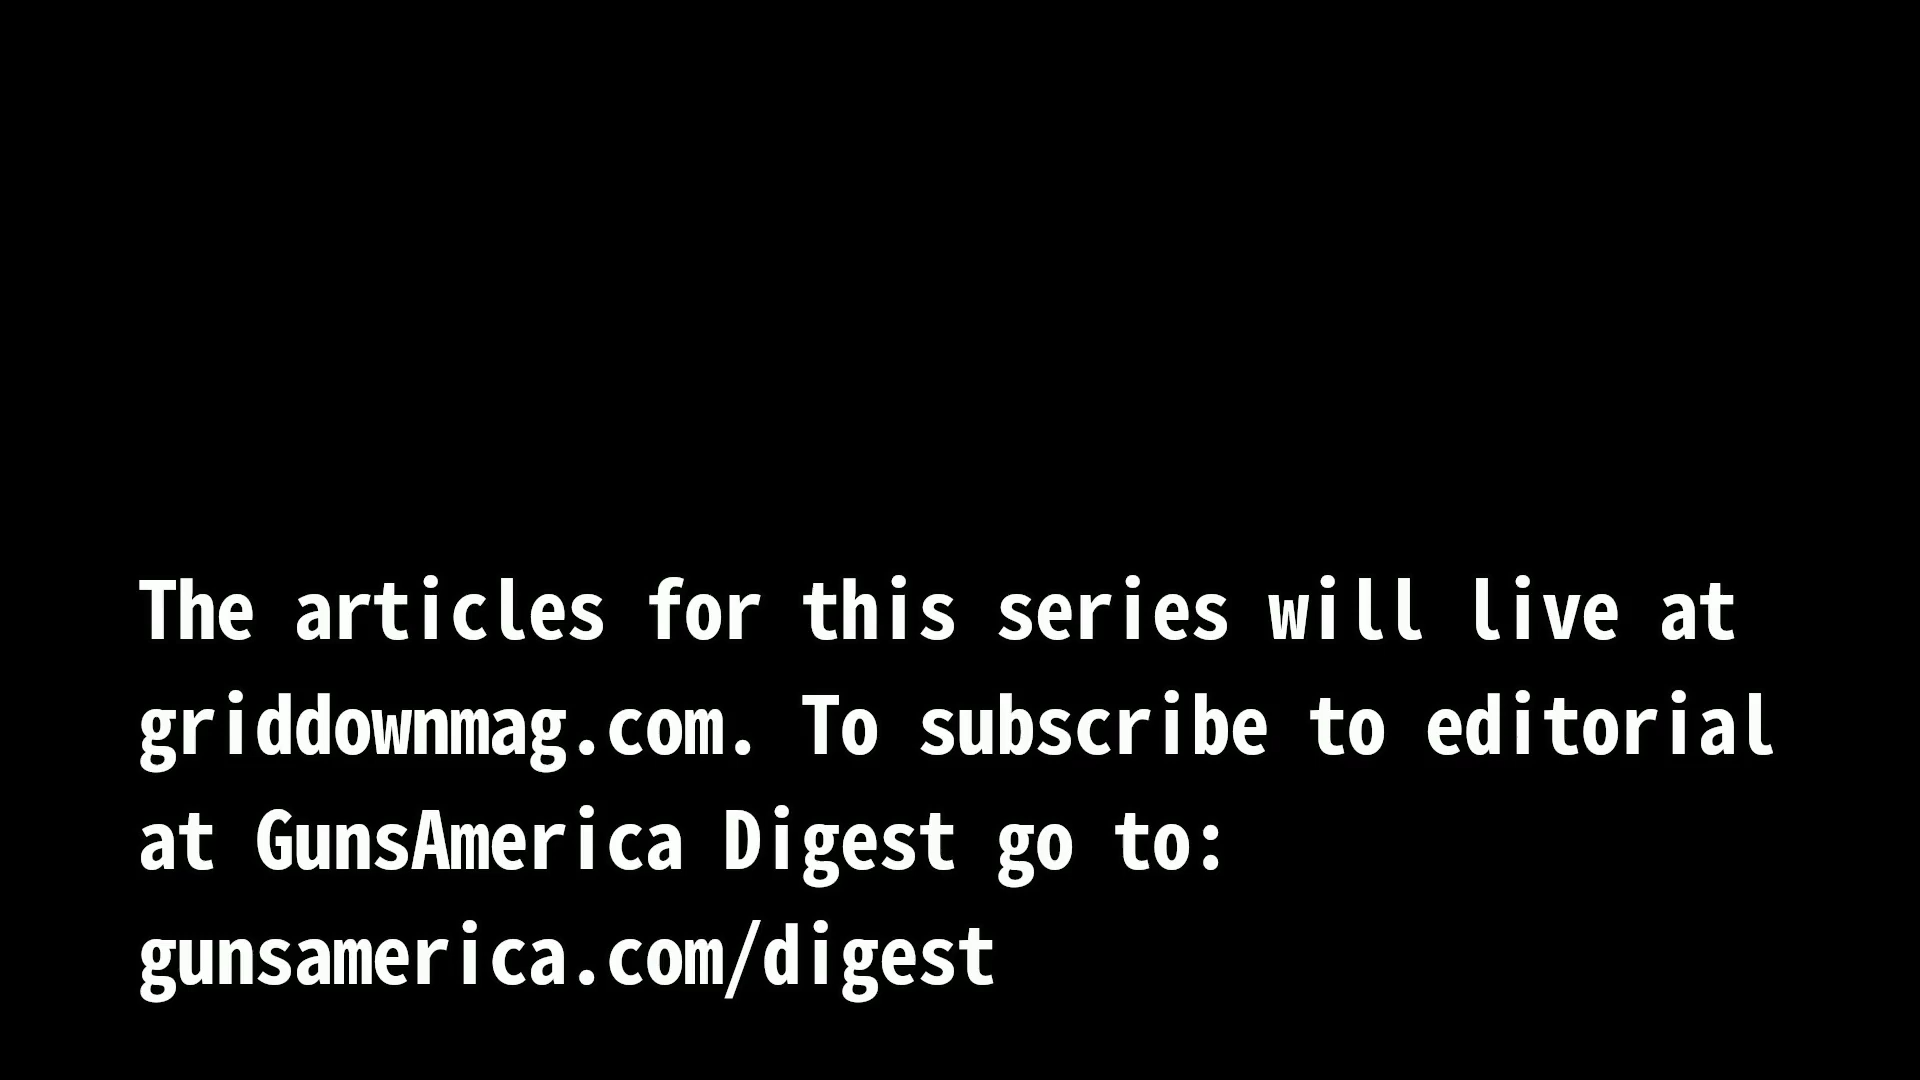 The articles for this series will live at
griddownmag.com. To subscribe to editorial
at GunsAmerica Digest go to:
gunsamerica.com/digest